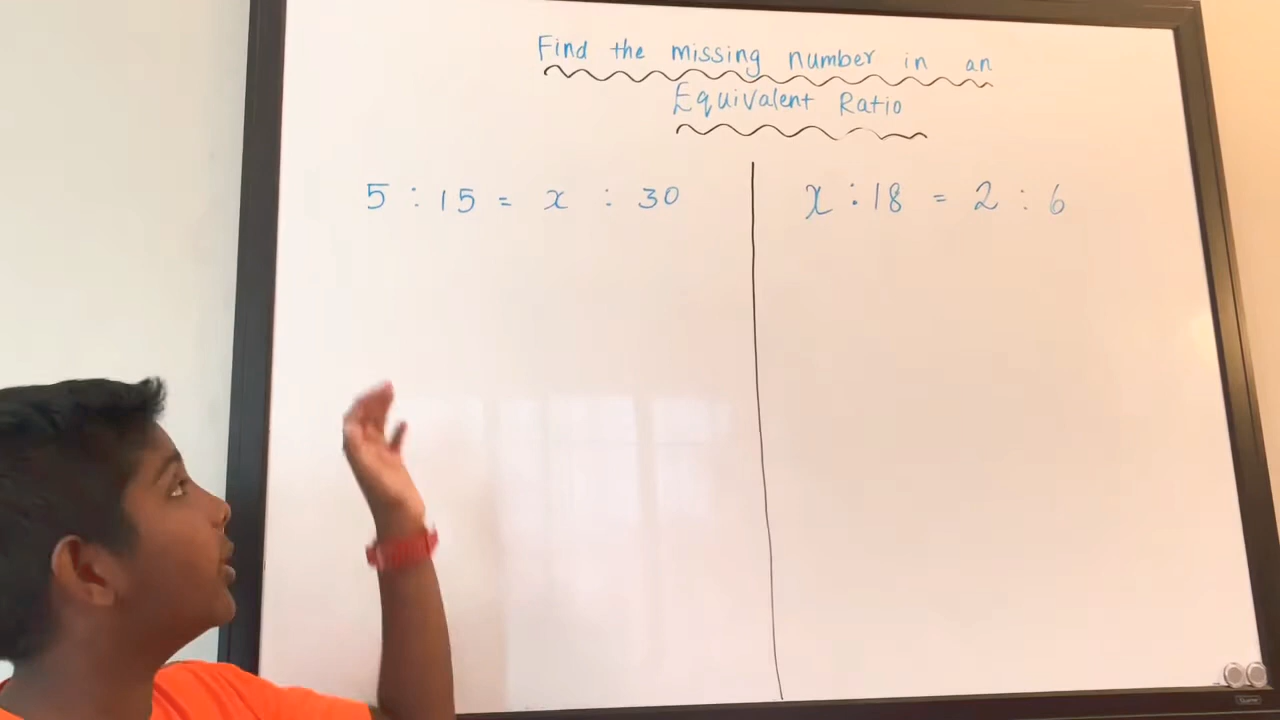 Find the missing number in an
Equivalent Ratio
5 : 15 = x : 30
x : 18 = 2 : 6